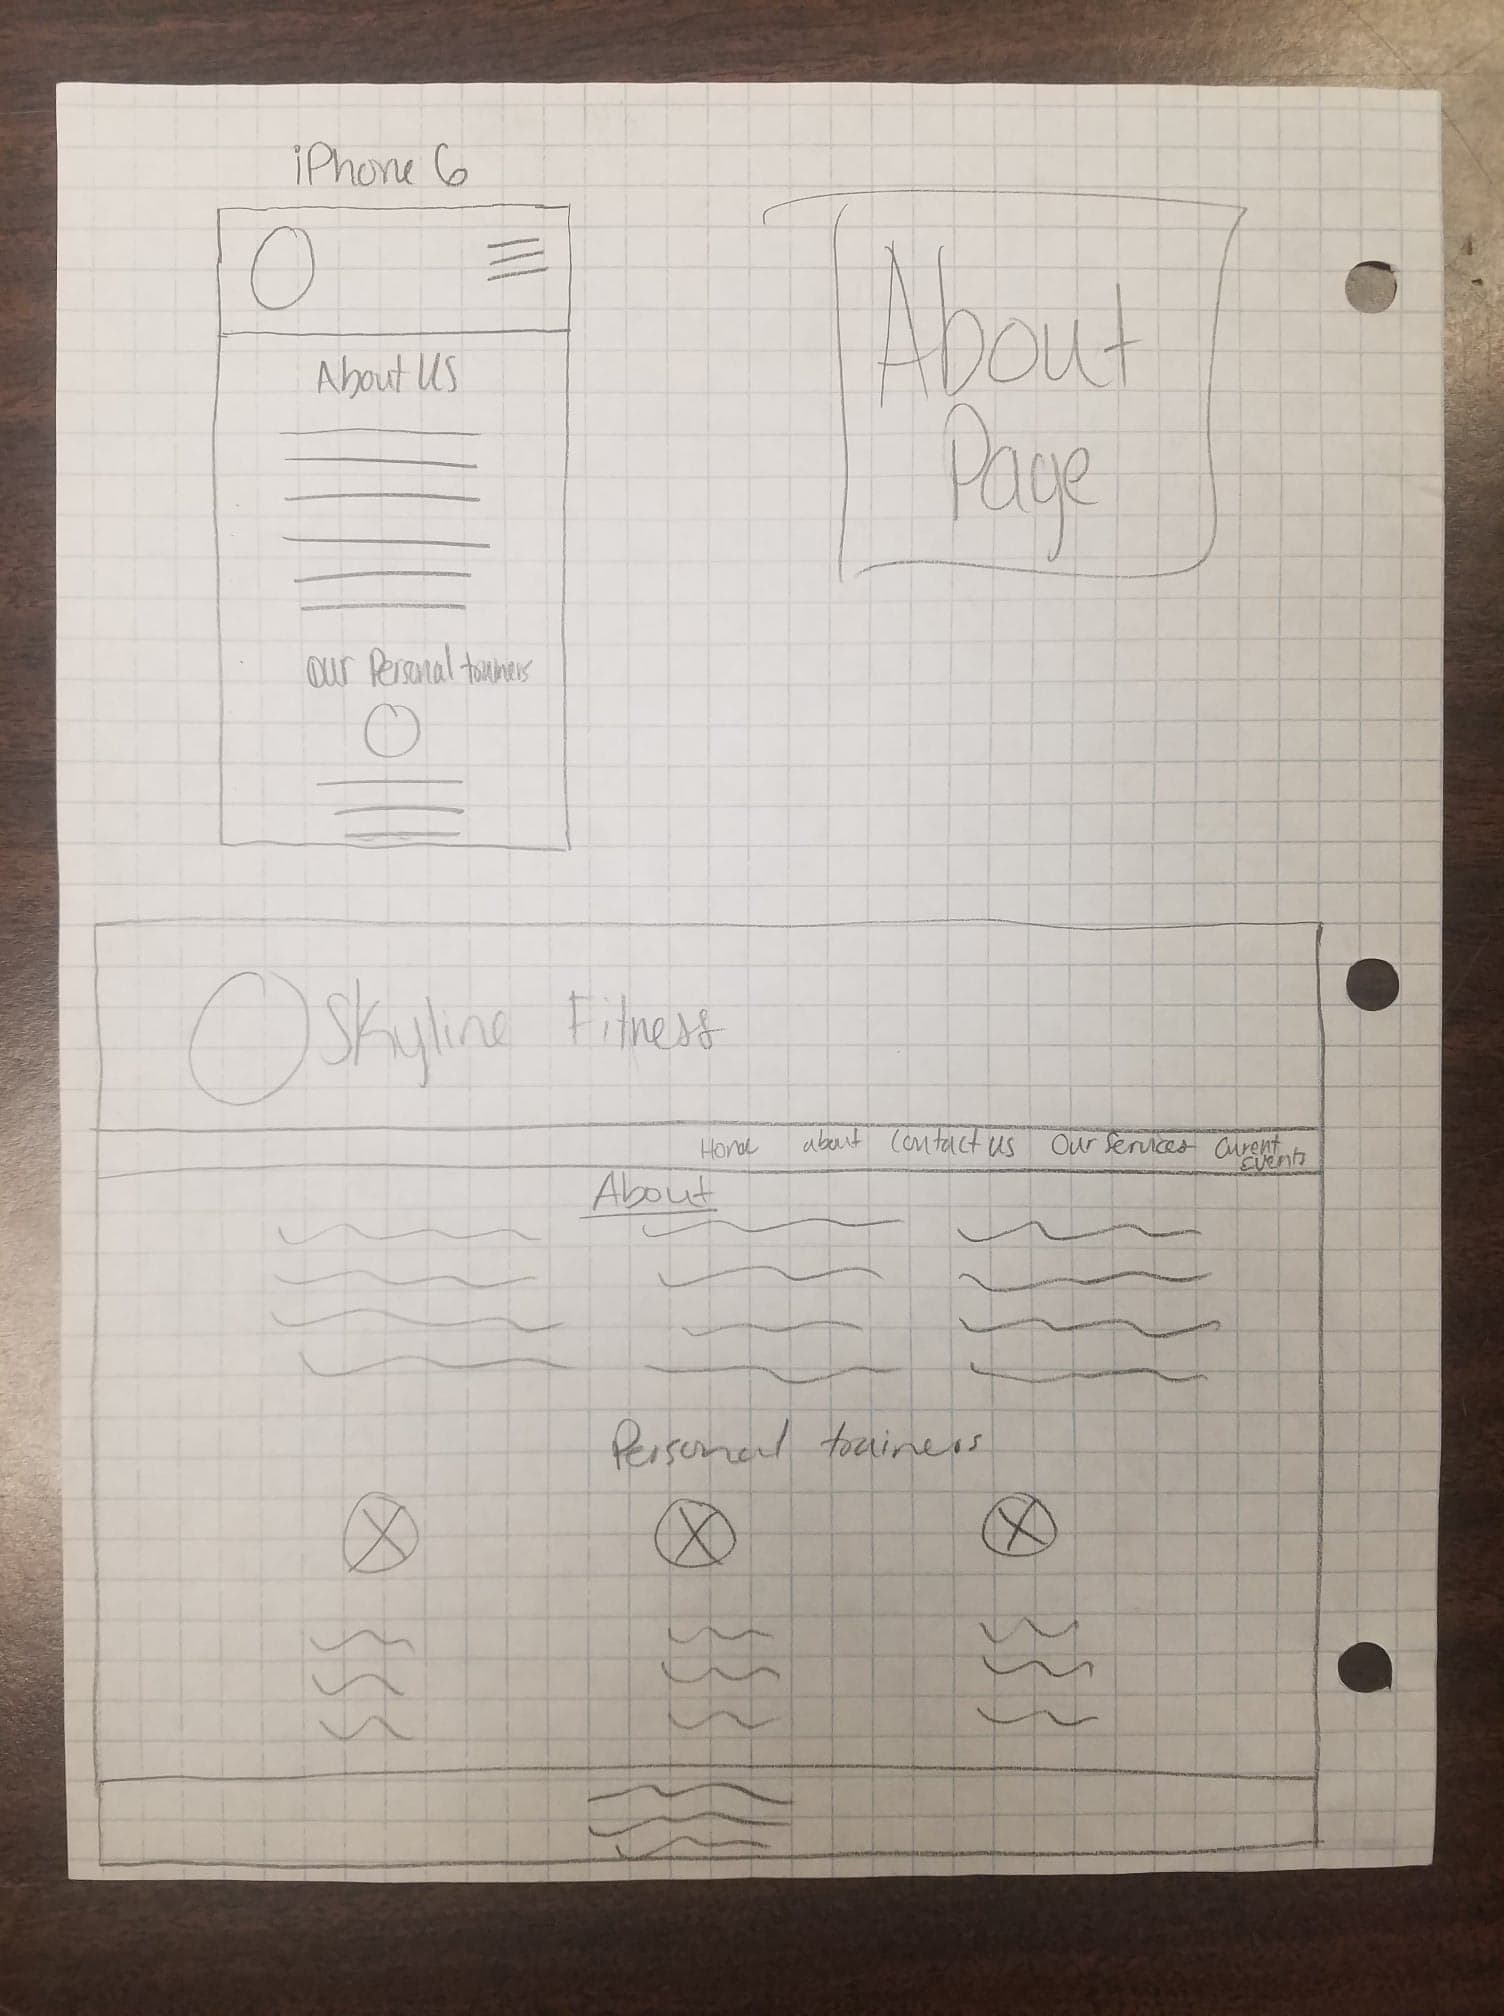 iPhone 6
About
Page
About Us
Our Personal trainers
Skyline Fitness
Home about Contact us Our Services Curent
Events
About
Personal trainers